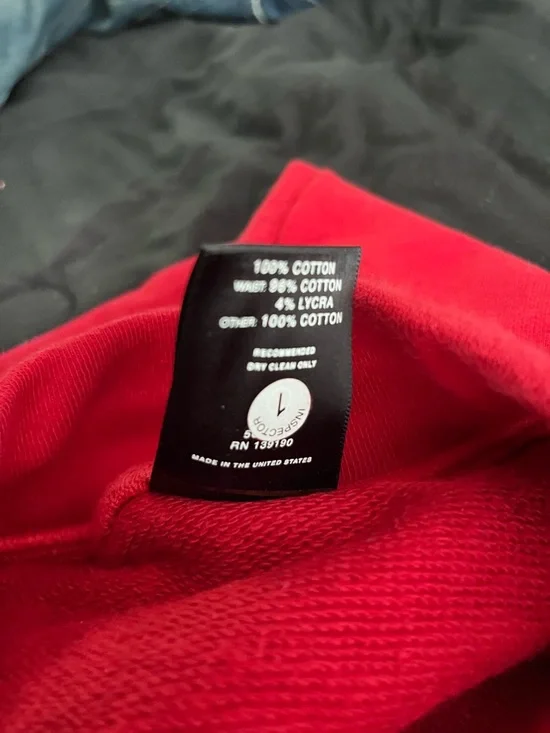 100% COTTON
WAIST 96% COTTON
4% LYCRA
OTHER: 100% COTTON
RECOMMENDED
DRY CLEAN ONLY
1
INSPECTOR
RN 139190
MADE IN THE UNITED STATES